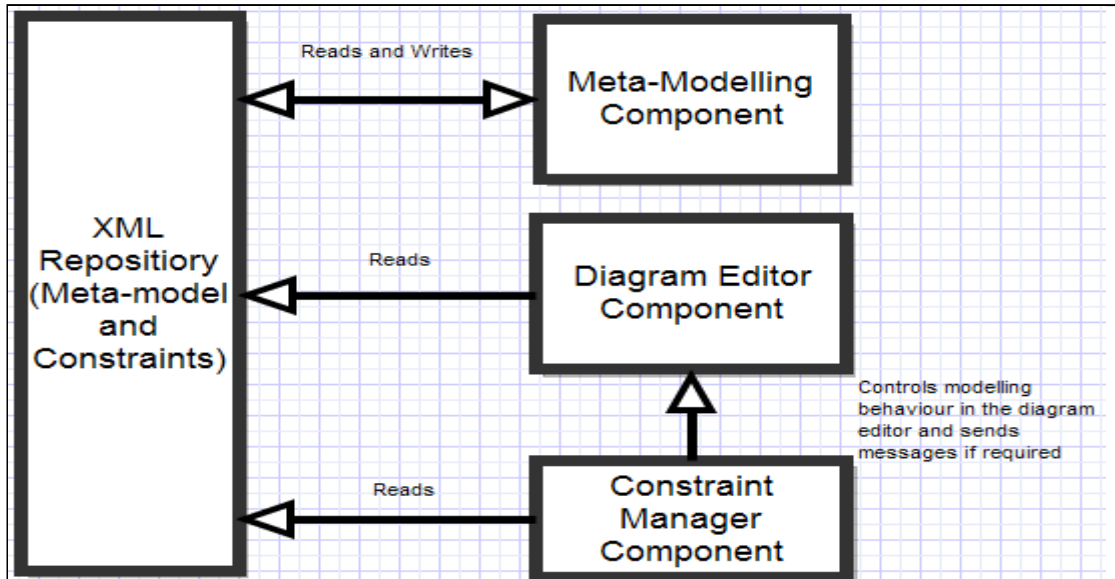 XML
Repositiory
(Meta-model
and
Constraints)
Reads and Writes
Meta-Modelling
Component
Reads
Diagram Editor
Component
Controls modelling
behaviour in the diagram
editor and sends
messages if required
Reads
Constraint
Manager
Component